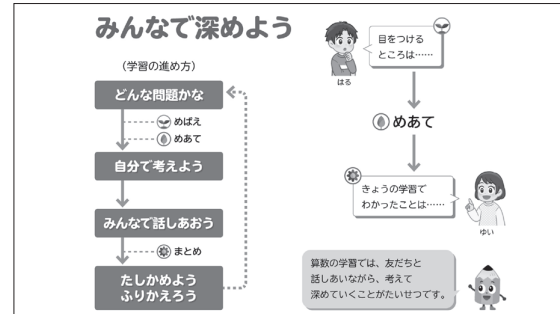 みんなで深めよう
（学習の進め方）
どんな問題かな
めばえ
めあて
自分で考えよう
みんなで話しあおう
まとめ
たしかめよう
ふりかえろう
目をつける
ところは……
はる
めあて
きょうの学習で
わかったことは……
ゆい
算数の学習では、友だちと
話しあいながら、考えて
深めていくことがたいせつです。